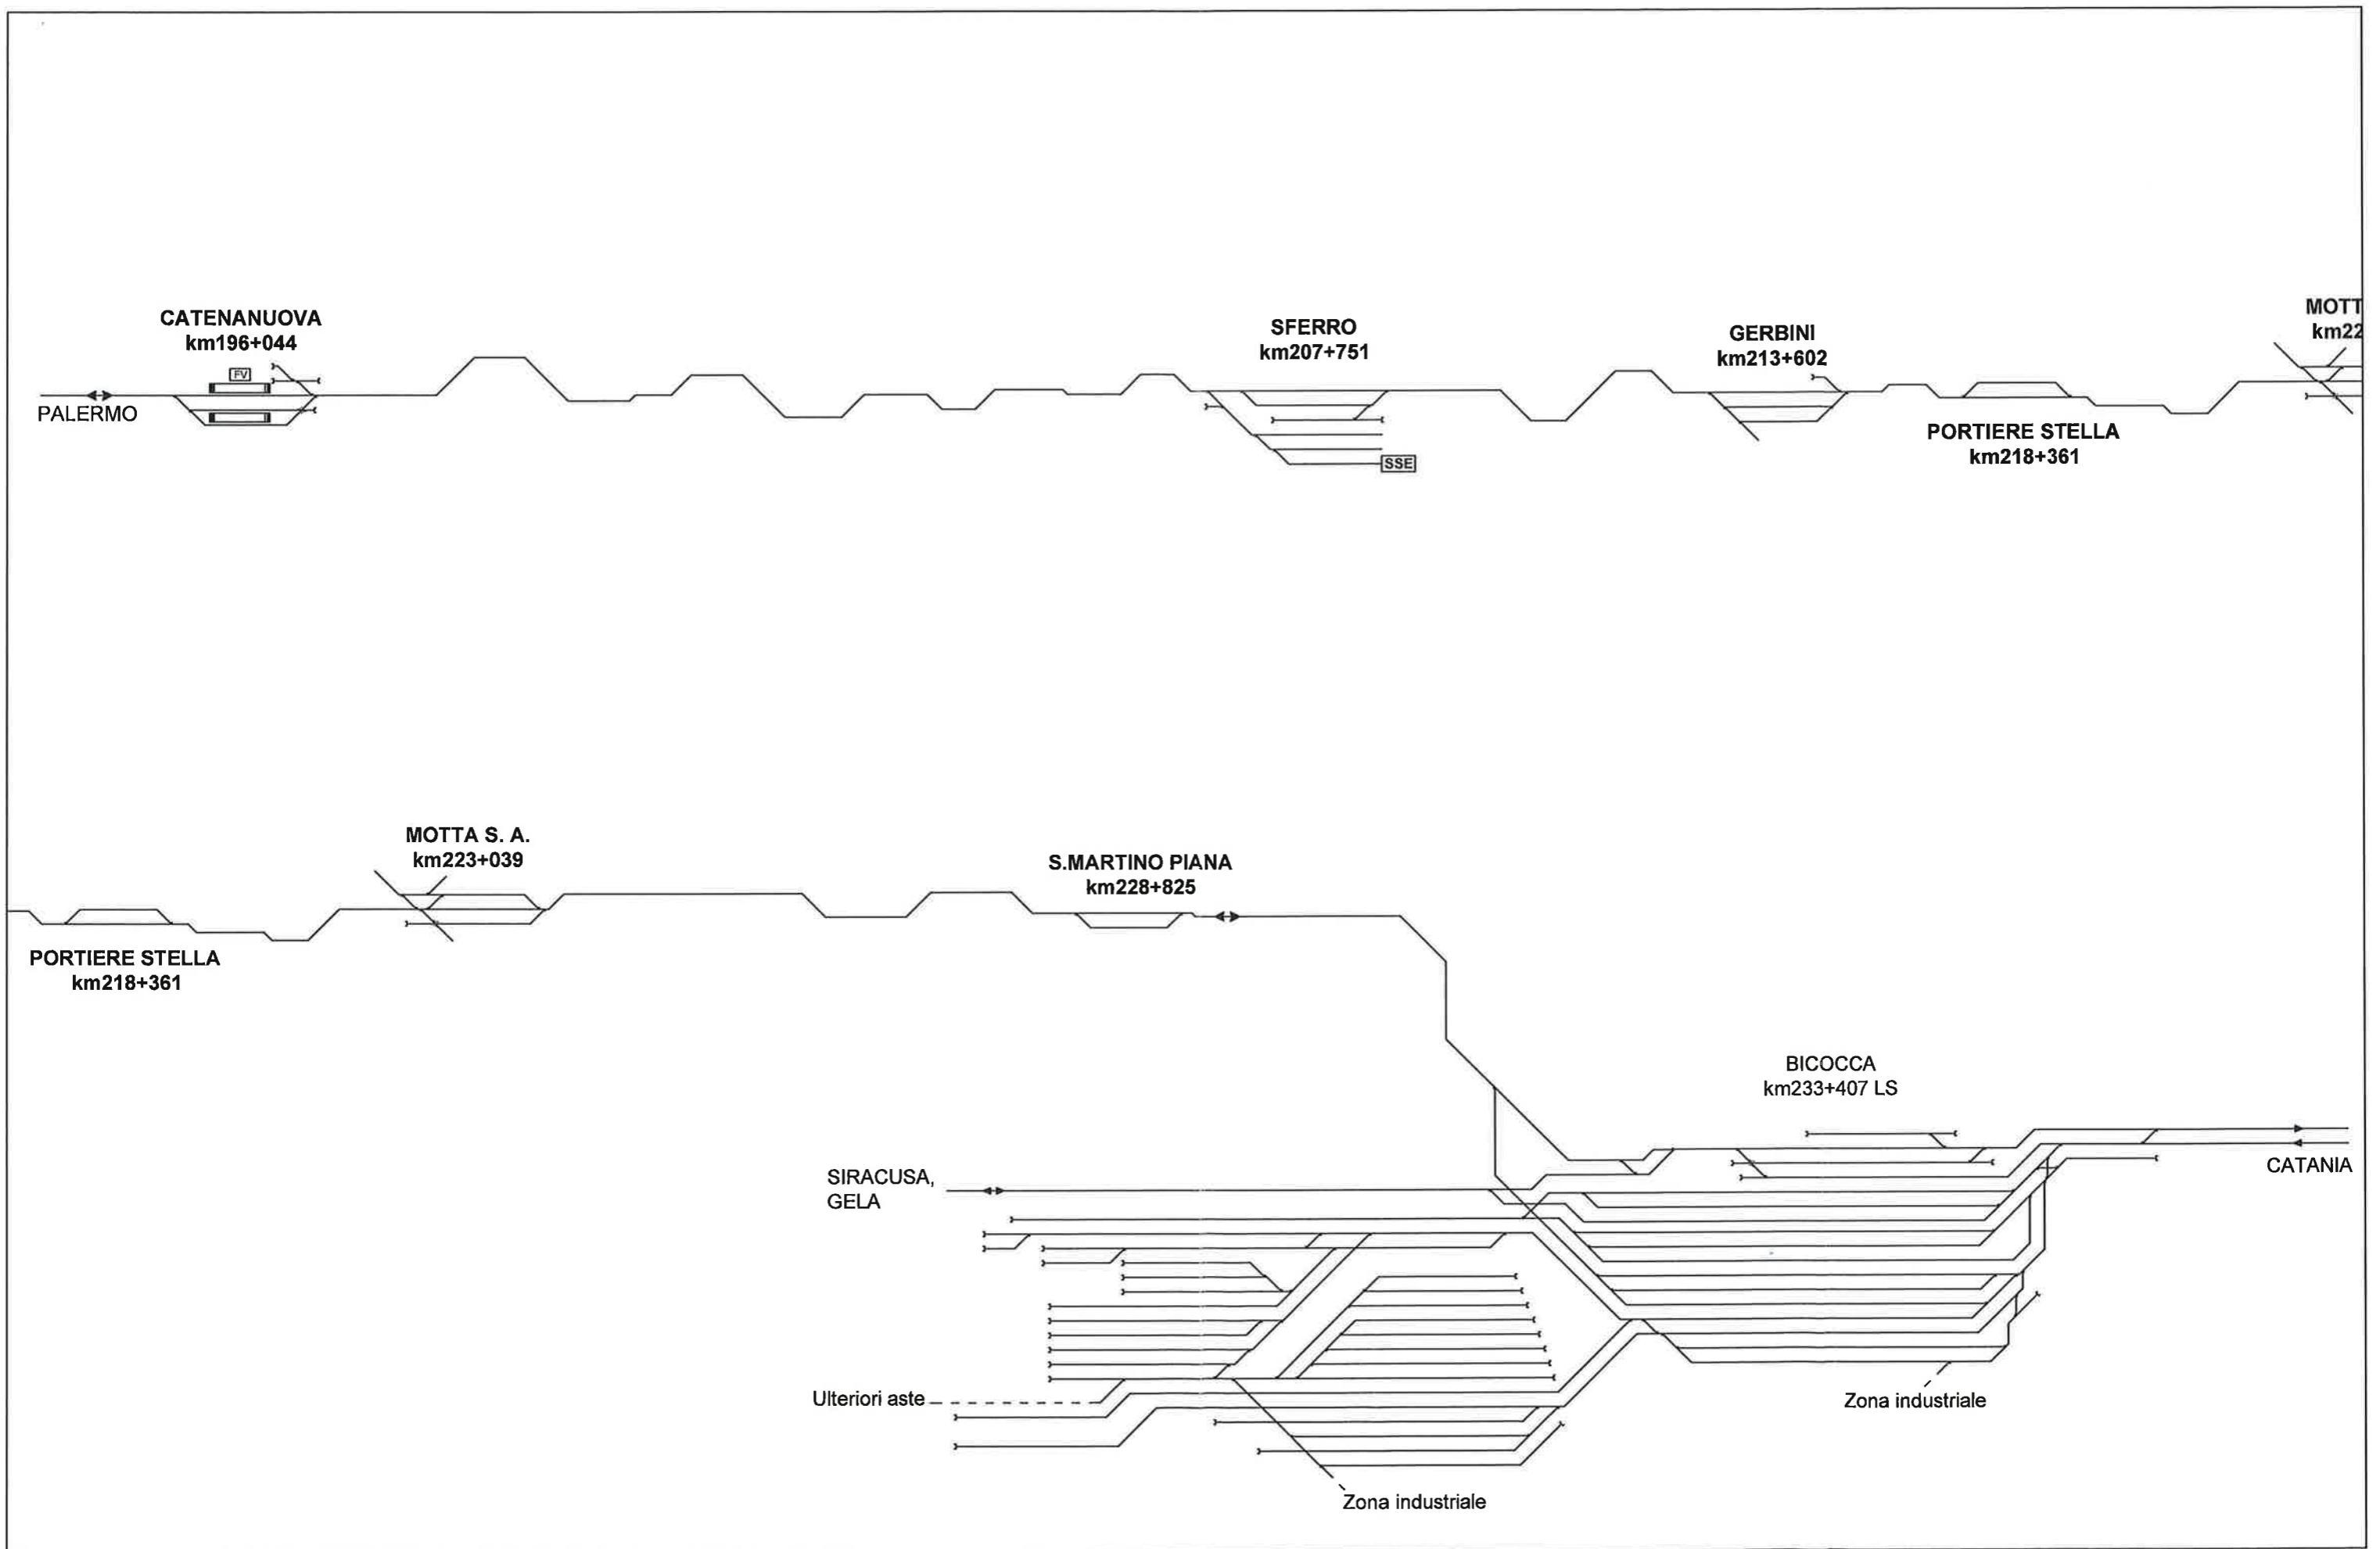 CATENANUOVA
km196+044
FV
PALERMO
SFERRO
km207+751
SSE
GERBINI
km213+602
PORTIERE STELLA
km218+361
MOTT
km22
MOTTA S. A.
km223+039
PORTIERE STELLA
km218+361
S.MARTINO PIANA
km228+825
BICOCCA
km233+407 LS
SIRACUSA,
GELA
CATANIA
Ulteriori aste
Zona industriale
Zona industriale